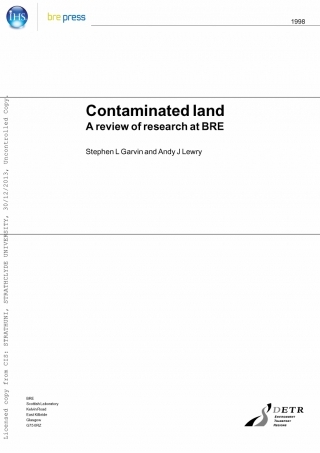 IHS
bre press
1998
Contaminated land
A review of research at BRE
Stephen L Garvin and Andy J Lewry
Licensed copy from CIS: STRATHUNI, STRATHCLYDE UNIVERSITY, 30/12/2013, Uncontrolled Copy.
BRE
Scottish Laboratory
Kelvin Road
East Kilbride
Glasgow
G75 0RZ
DETR
ENVIRONMENT
TRANSPORT
REGIONS